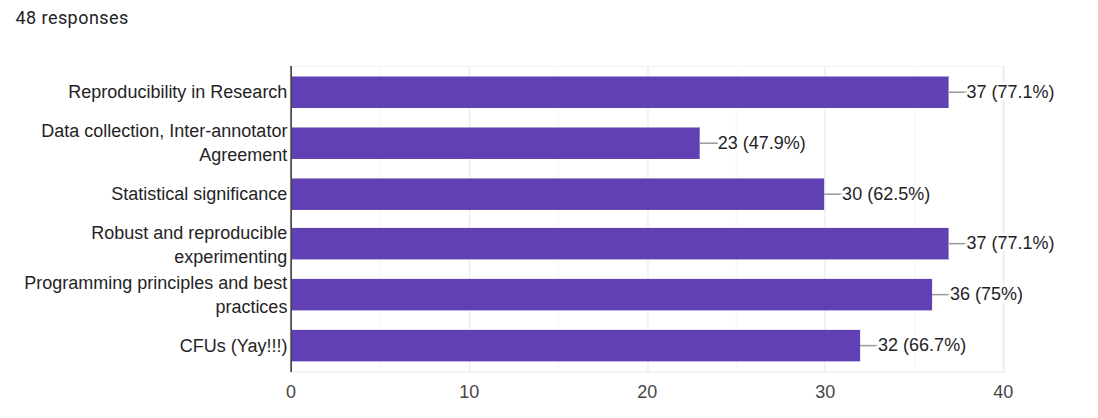 48 responses
Reproducibility in Research
37 (77.1%)
Data collection, Inter-annotator
Agreement
23 (47.9%)
Statistical significance
30 (62.5%)
Robust and reproducible
experimenting
37 (77.1%)
Programming principles and best
practices
36 (75%)
CFUs (Yay!!!)
32 (66.7%)
0 10 20 30 40